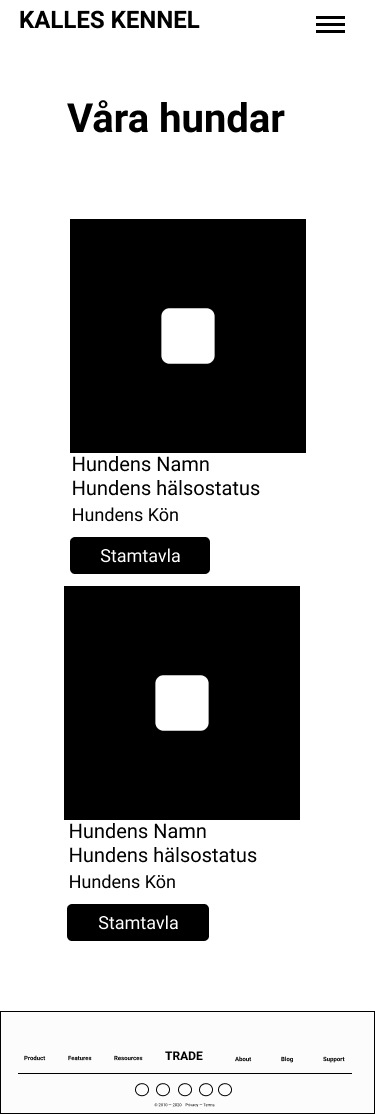 KALLES KENNEL
Våra hundar
Hundens Namn
Hundens hälsostatus
Hundens Kön
Stamtavla
Hundens Namn
Hundens hälsostatus
Hundens Kön
Stamtavla
Product Features Resources TRADE About Blog Support
© 2010 — 2020 Privacy — Terms